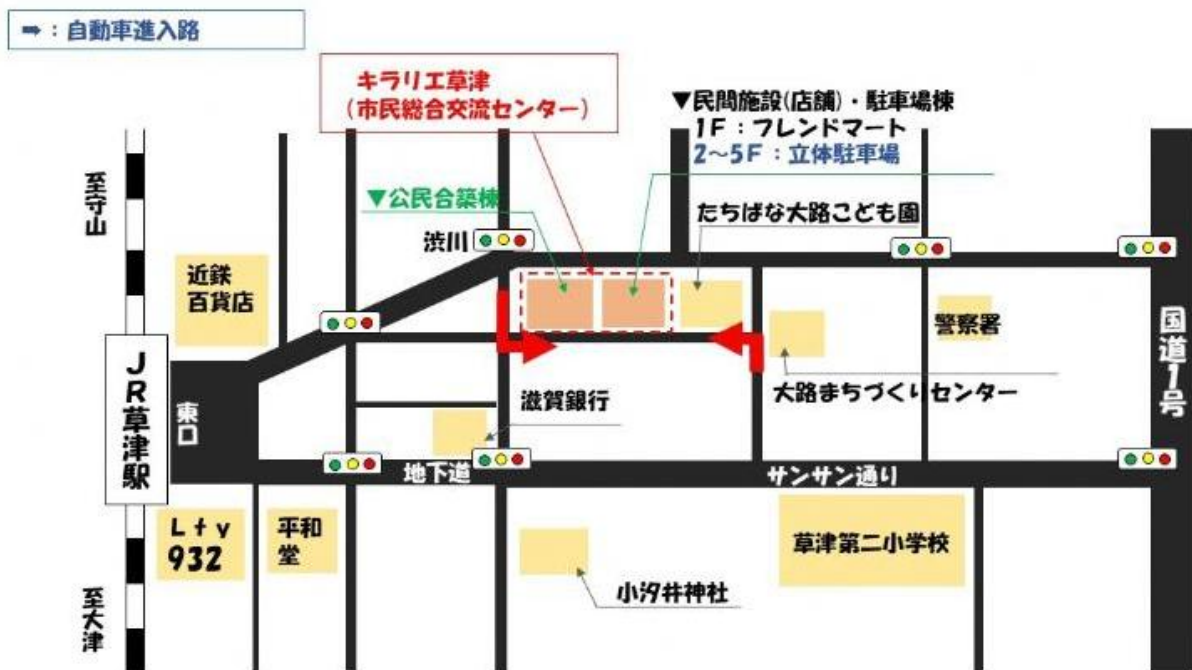 ➡：自動車進入路
キラリエ草津
(市民総合交流センター)
▼民間施設(店舗)・駐車場棟
1F：フレンドマート
2～5F：立体駐車場
至守山
▼公民合築棟
たちばな大路こども園
渋川
近鉄
百貨店
警察署
国道1号
JR草津駅
東口
滋賀銀行
大路まちづくりセンター
地下道
サンサン通り
Lty
932
平和
堂
草津第二小学校
小汐井神社
至大津